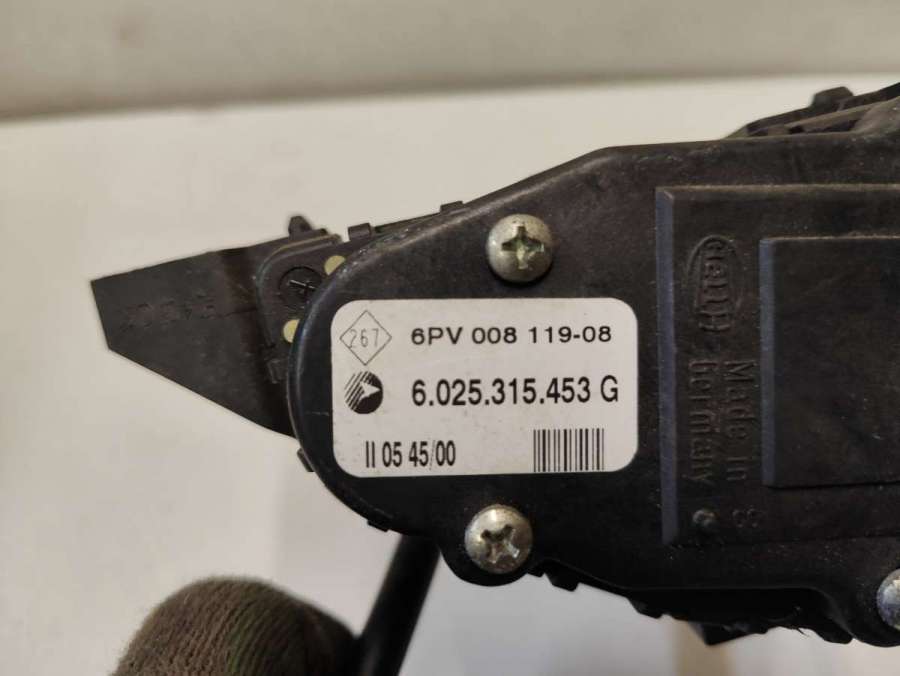 267
6PV 008 119-08
6.025.315.453 G
II 05 45/00
Hella
Made in
Germany